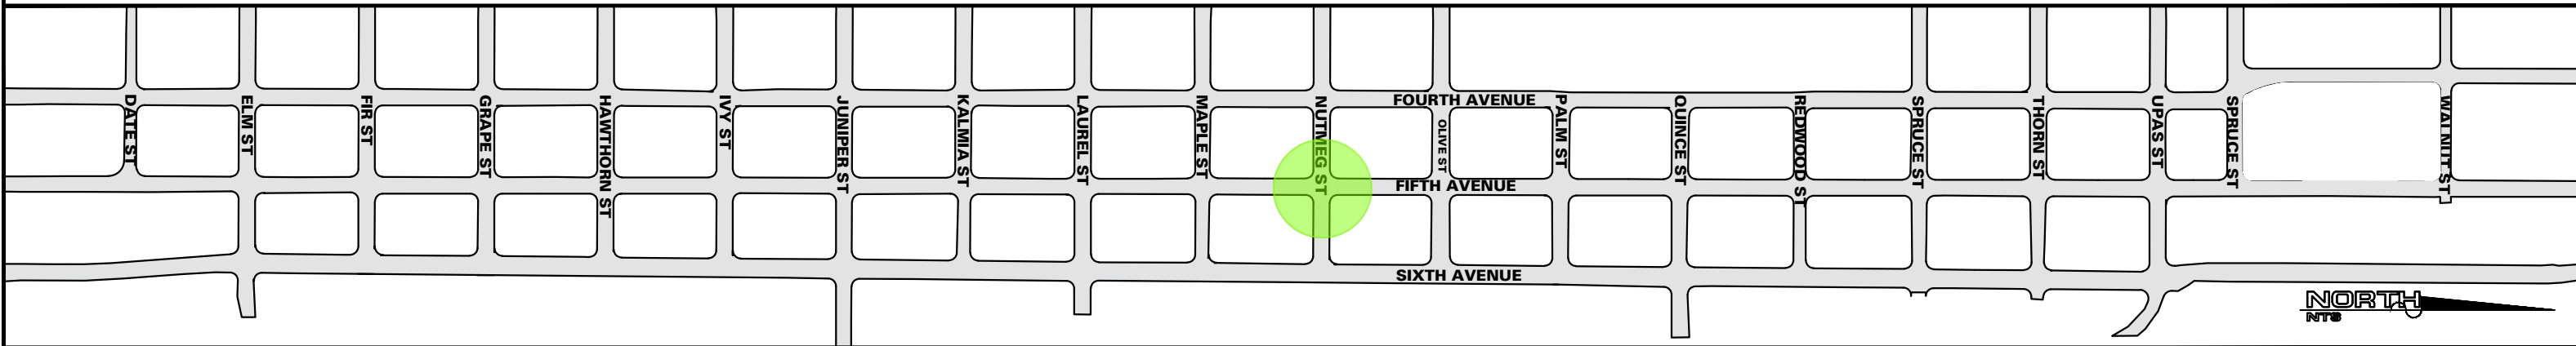 DATE ST
ELM ST
FIR ST
GRAPE ST
HAWTHORN ST
IVY ST
JUNIPER ST
KALMIA ST
LAUREL ST
MAPLE ST
NUTMEG ST
FOURTH AVENUE
OLIVE ST
FIFTH AVENUE
SIXTH AVENUE
PALM ST
QUINCE ST
REDWOOD ST
SPRUCE ST
THORN ST
UPAS ST
SPRUCE ST
WALNUT ST
NORTH
NTS